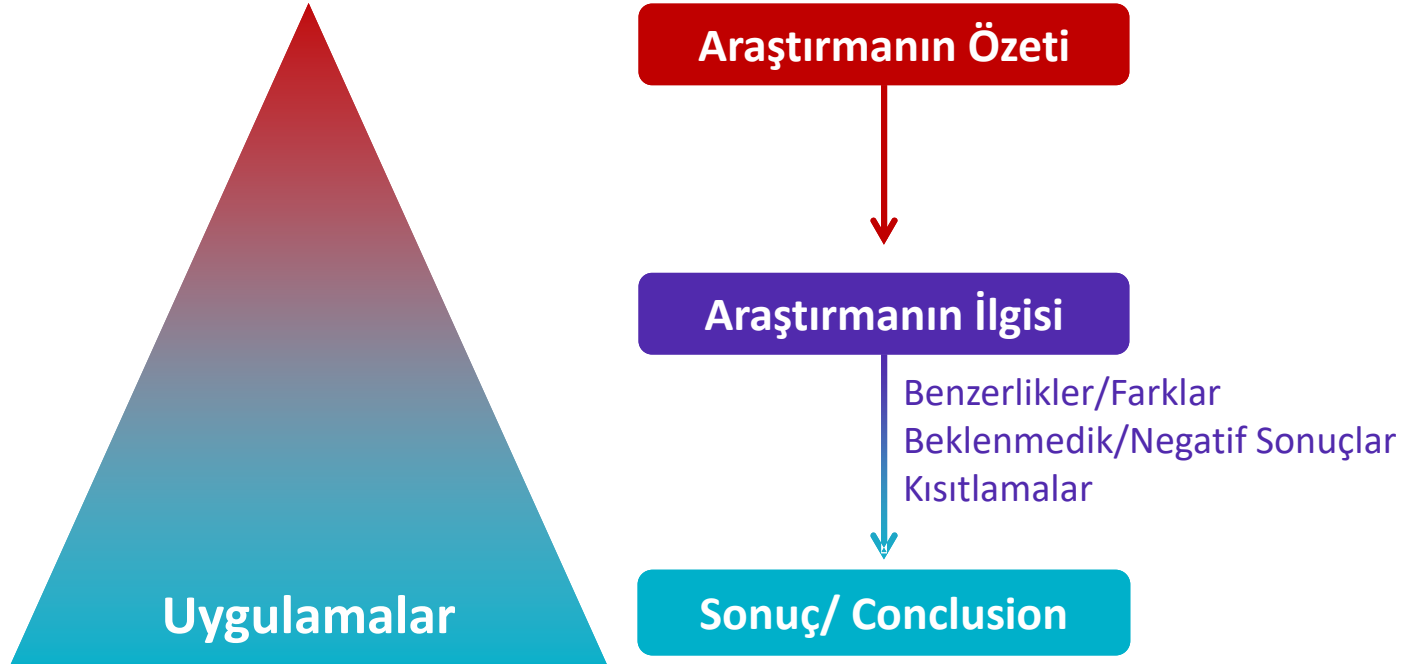 Araştırmanın Özeti
Araştırmanın İlgisi
Benzerlikler/Farklar
Beklenmedik/Negatif Sonuçlar
Kısıtlamalar
Uygulamalar
Sonuç/ Conclusion